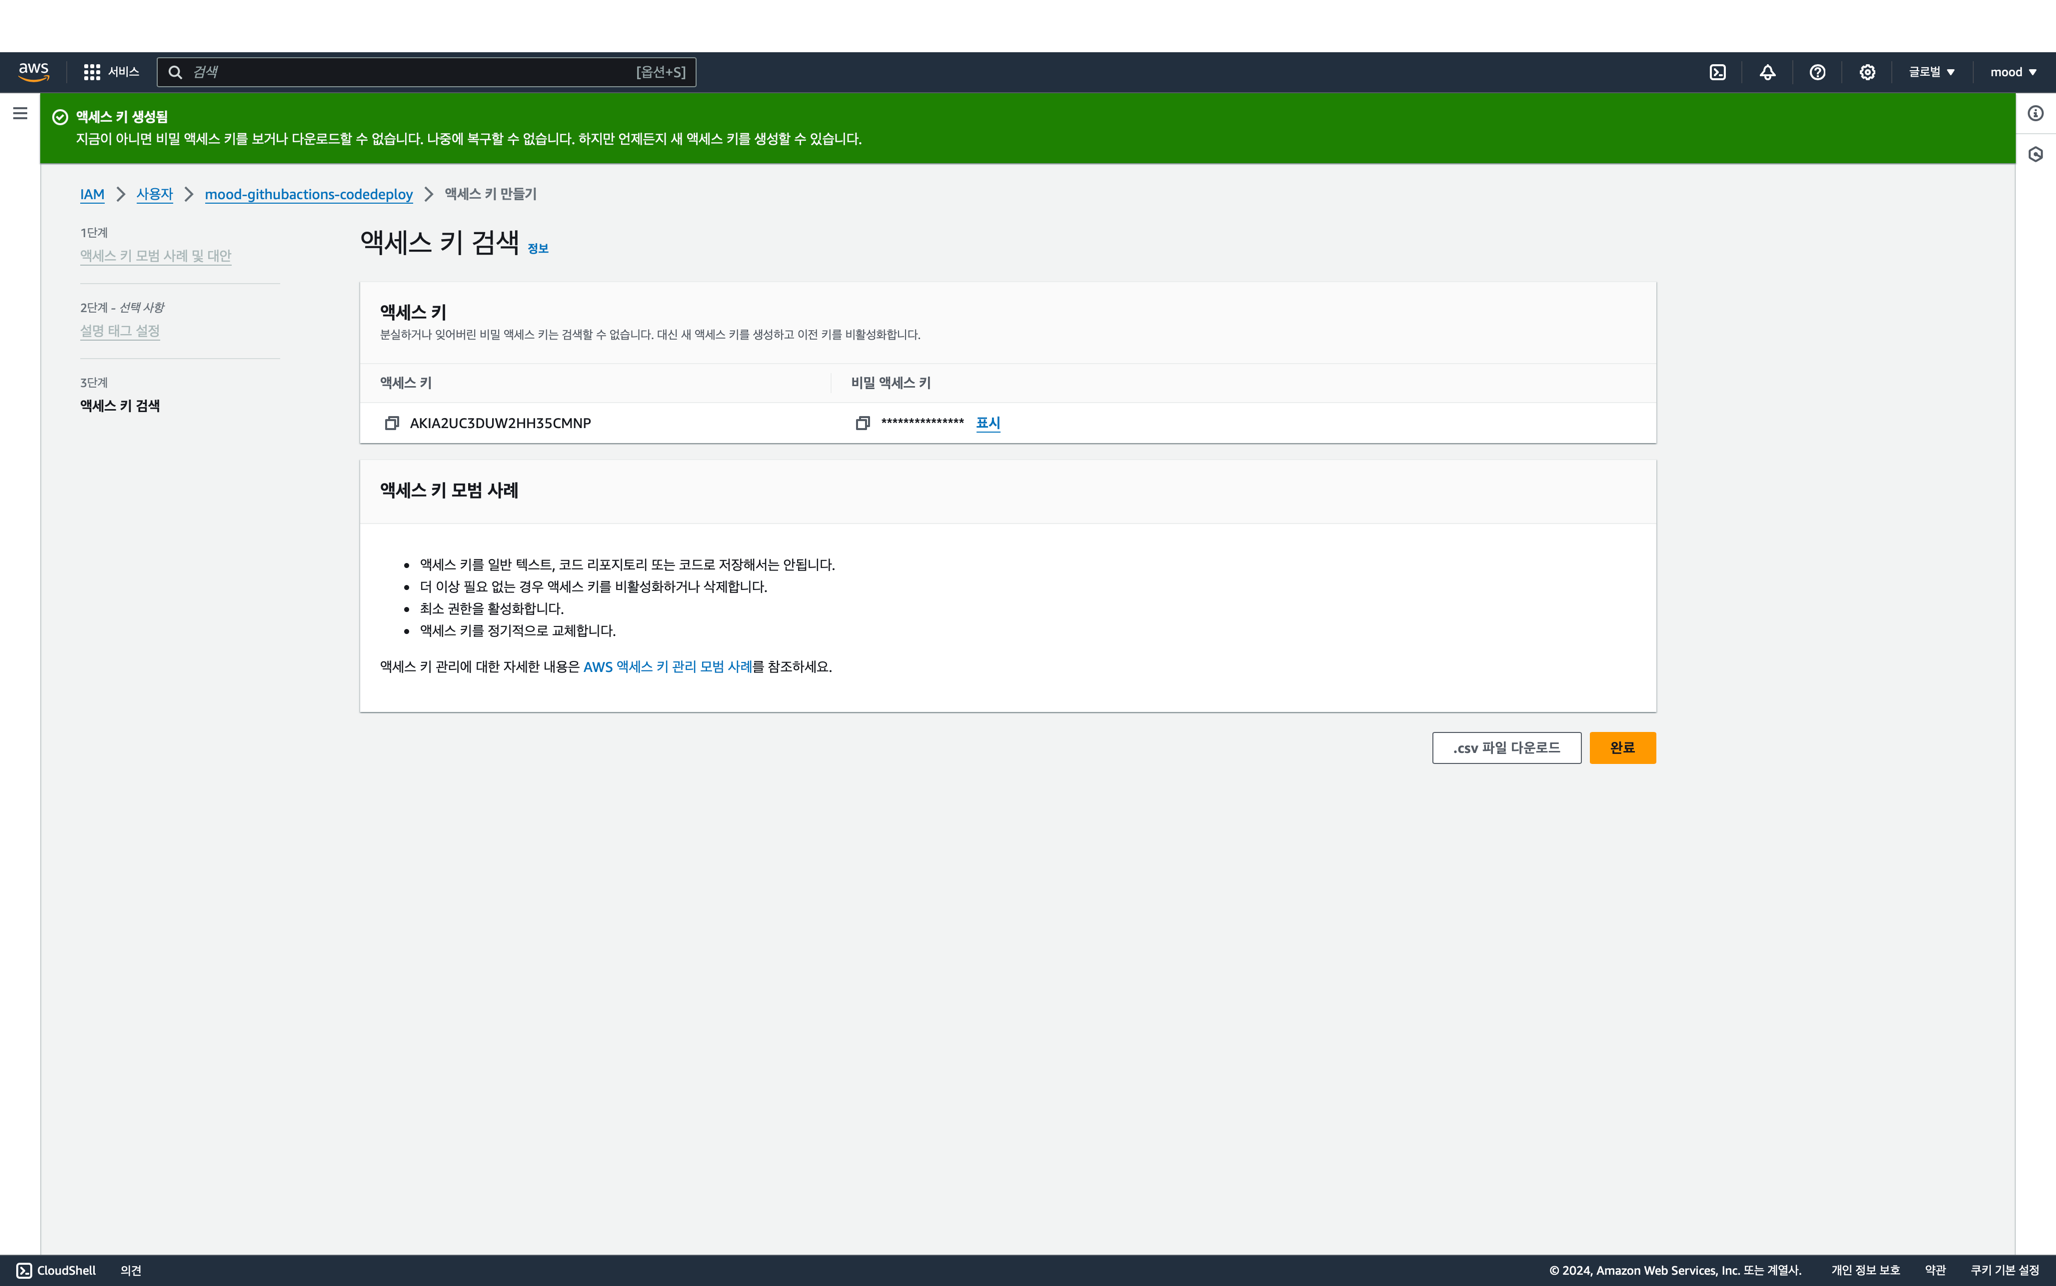 aws 서비스 검색 [옵션+S] 글로벌 ▼ mood ▼
액세스 키 생성됨
지금이 아니면 비밀 액세스 키를 보거나 다운로드할 수 없습니다. 나중에 복구할 수 없습니다. 하지만 언제든지 새 액세스 키를 생성할 수 있습니다.
IAM > 사용자 > mood-githubactions-codedeploy > 액세스 키 만들기
1단계
액세스 키 모범 사례 및 대안
2단계 - 선택 사항
설명 태그 설정
3단계
액세스 키 검색
액세스 키 검색 정보
액세스 키
분실하거나 잊어버린 비밀 액세스 키는 검색할 수 없습니다. 대신 새 액세스 키를 생성하고 이전 키를 비활성화합니다.
액세스 키 비밀 액세스 키
AKIA2UC3DUW2HH35CMNP *************** 표시
액세스 키 모범 사례
• 액세스 키를 일반 텍스트, 코드 리포지토리 또는 코드로 저장해서는 안됩니다.
• 더 이상 필요 없는 경우 액세스 키를 비활성화하거나 삭제합니다.
• 최소 권한을 활성화합니다.
• 액세스 키를 정기적으로 교체합니다.
액세스 키 관리에 대한 자세한 내용은 AWS 액세스 키 관리 모범 사례를 참조하세요.
.csv 파일 다운로드 완료
CloudShell 의견 © 2024, Amazon Web Services, Inc. 또는 계열사. 개인 정보 보호 약관 쿠키 기본 설정